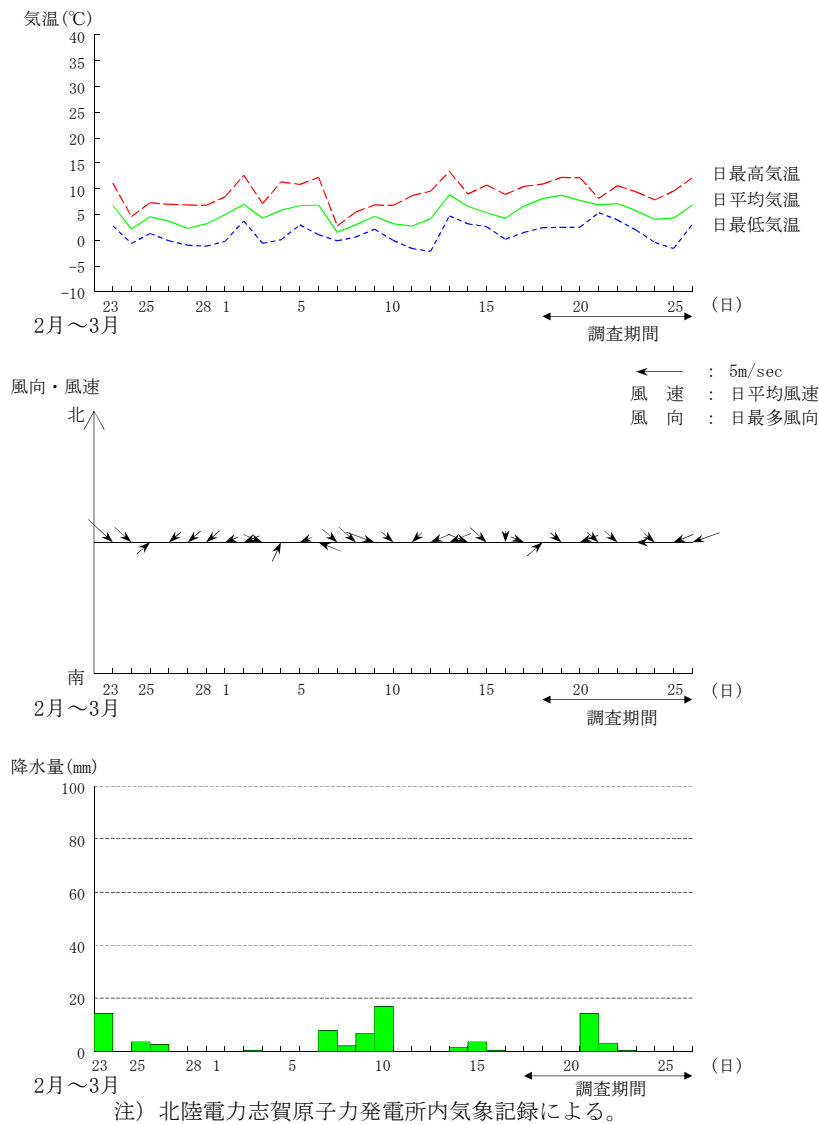 気温(℃)
40
35
30
25
20
15
10
5
0
−5
−10
日最高気温
日平均気温
日最低気温
23 25 28 1 5 10 15 20 25 (日)
2月～3月
調査期間
風向・風速
← : 5m/sec
風 速 : 日平均風速
風 向 : 日最多風向
北
南
23 25 28 1 5 10 15 20 25 (日)
2月～3月
調査期間
降水量(mm)
100
80
60
40
20
0
23 25 28 1 5 10 15 20 25 (日)
2月～3月
調査期間
注) 北陸電力志賀原子力発電所内気象記録による。